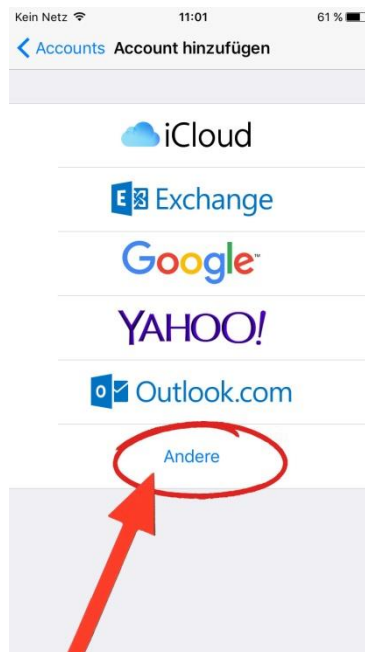 Kein Netz 11:01 61 %
Accounts Account hinzufügen
iCloud
E Exchange
Google
YAHOO!
o Outlook.com
Andere